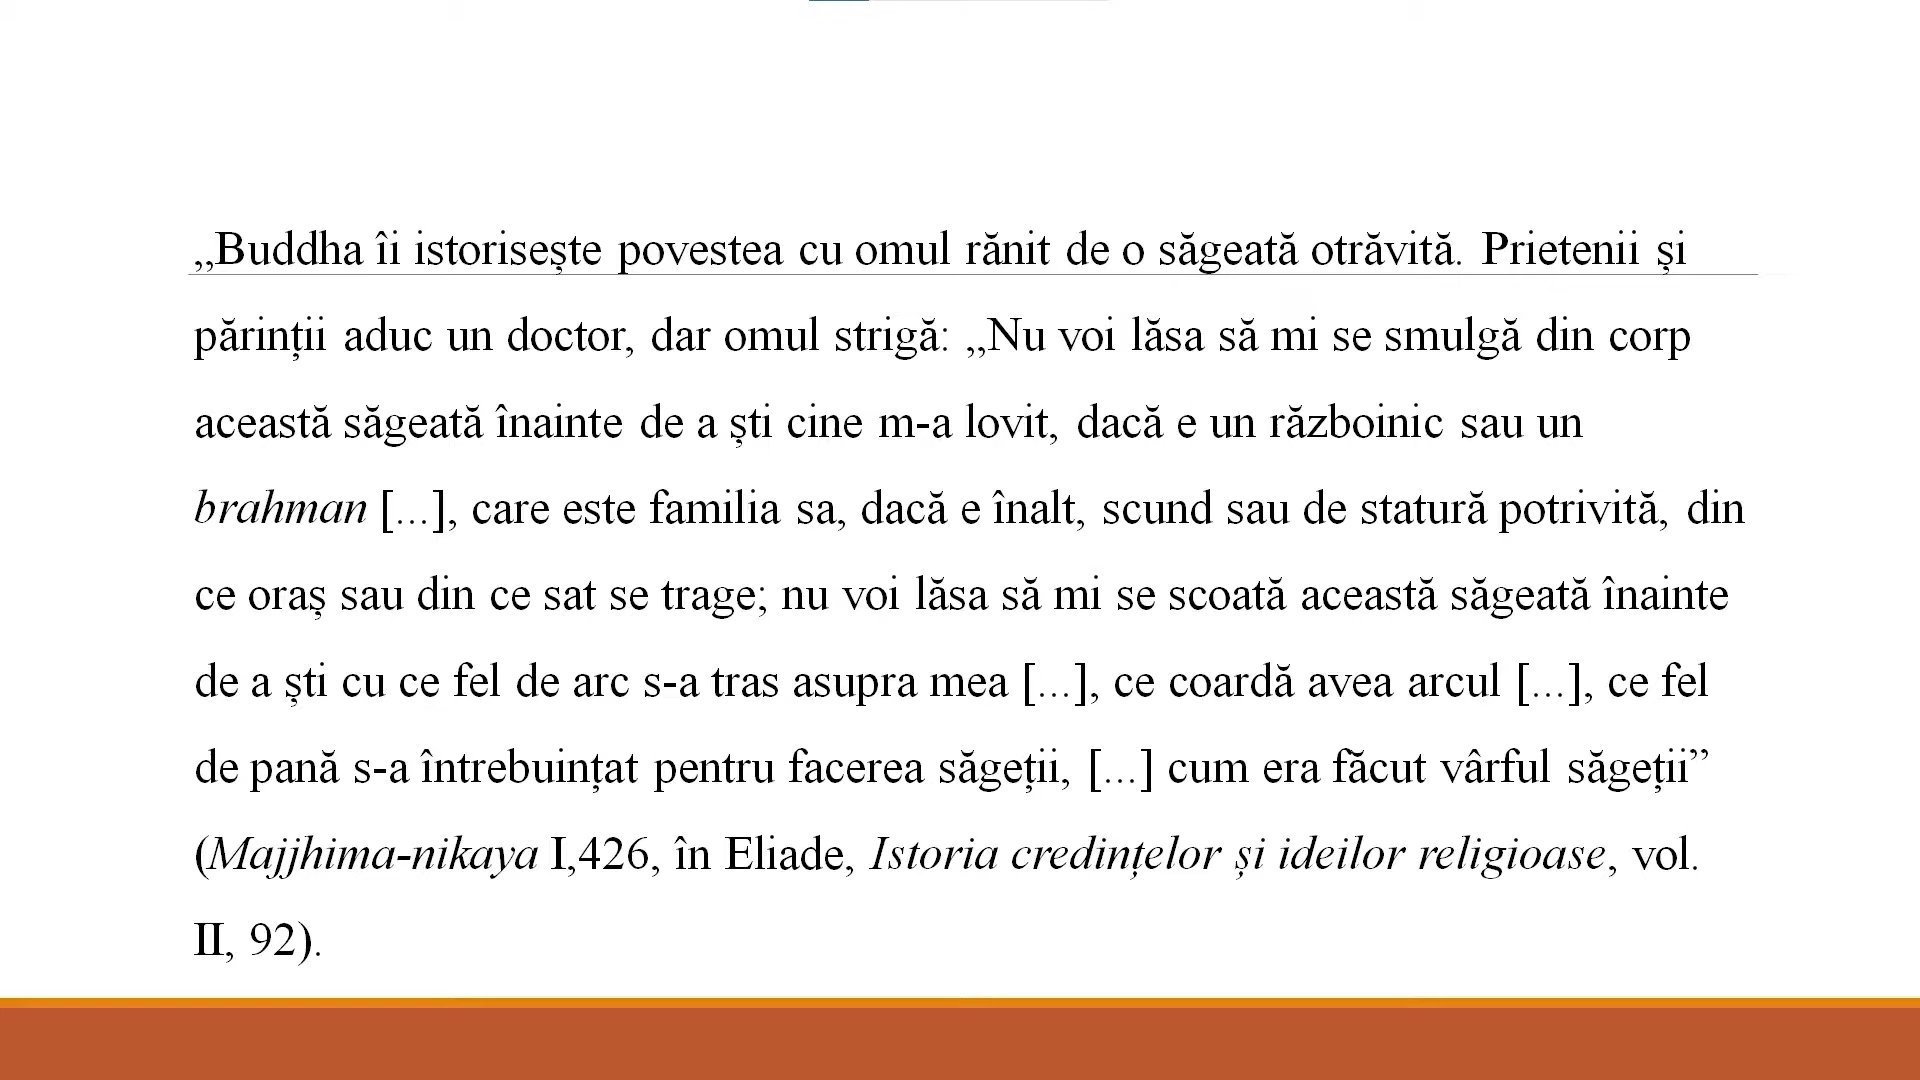 „Buddha îi istorisește povestea cu omul rănit de o săgeată otrăvită. Prietenii și
părinții aduc un doctor, dar omul strigă: „Nu voi lăsa să mi se smulgă din corp
această săgeată înainte de a ști cine m-a lovit, dacă e un războinic sau un
brahman [...], care este familia sa, dacă e înalt, scund sau de statură potrivită, din
ce oraș sau din ce sat se trage; nu voi lăsa să mi se scoată această săgeată înainte
de a ști cu ce fel de arc s-a tras asupra mea [...], ce coardă avea arcul [...], ce fel
de pană s-a întrebuințat pentru facerea săgeții, [...] cum era făcut vârful săgeții”
(Majjhima-nikaya I,426, în Eliade, Istoria credințelor și ideilor religioase, vol.
II, 92).